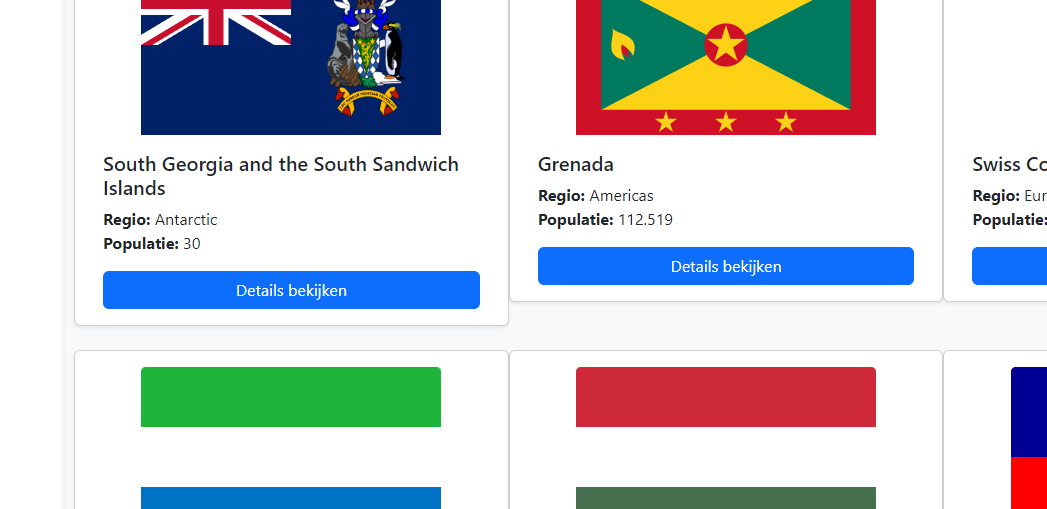 South Georgia and the South Sandwich
Islands
Regio: Antarctic
Populatie: 30
Details bekijken
Grenada
Regio: Americas
Populatie: 112.519
Details bekijken
Swiss Co
Regio: Eur
Populatie: